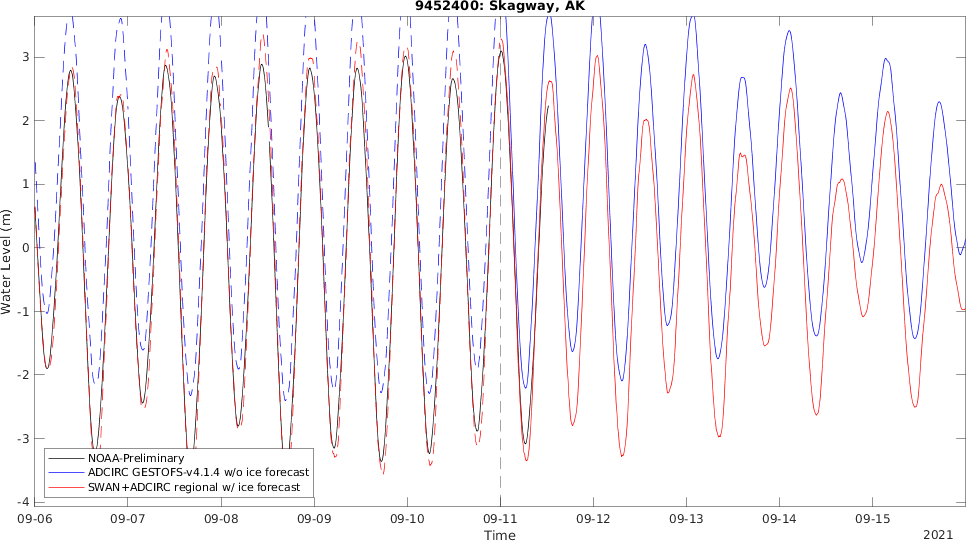 9452400: Skagway, AK
Water Level (m)
3
2
1
0
-1
-2
-3
-4
NOAA-Preliminary
ADCIRC GESTOFS-v4.1.4 w/o ice forecast
SWAN+ADCIRC regional w/ ice forecast
09-06 09-07 09-08 09-09 09-10 09-11 09-12 09-13 09-14 09-15
Time
2021